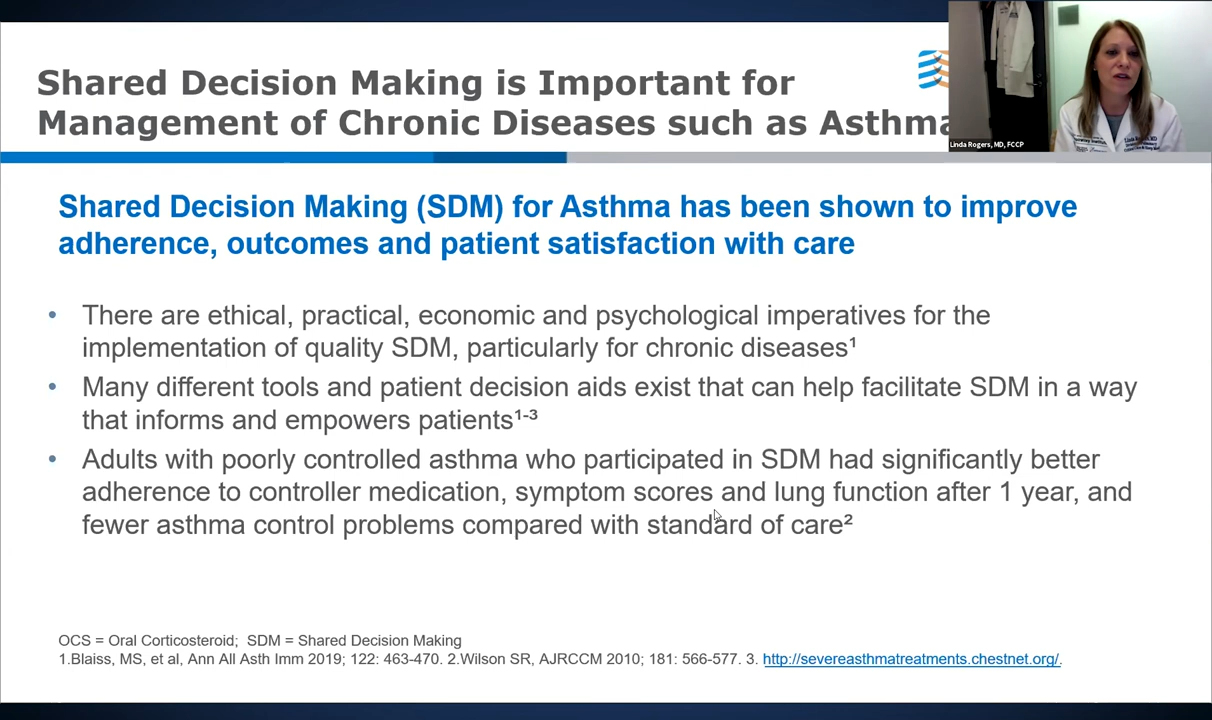 Shared Decision Making is Important for
Management of Chronic Diseases such as Asthma
Linda Rogers, MD, FCCP
Shared Decision Making (SDM) for Asthma has been shown to improve
adherence, outcomes and patient satisfaction with care
• There are ethical, practical, economic and psychological imperatives for the
implementation of quality SDM, particularly for chronic diseases¹
• Many different tools and patient decision aids exist that can help facilitate SDM in a way
that informs and empowers patients¹⁻³
• Adults with poorly controlled asthma who participated in SDM had significantly better
adherence to controller medication, symptom scores and lung function after 1 year, and
fewer asthma control problems compared with standard of care²
OCS = Oral Corticosteroid; SDM = Shared Decision Making
1.Blaiss, MS, et al, Ann All Asth Imm 2019; 122: 463-470. 2.Wilson SR, AJRCCM 2010; 181: 566-577. 3. http://severeasthmatreatments.chestnet.org/.